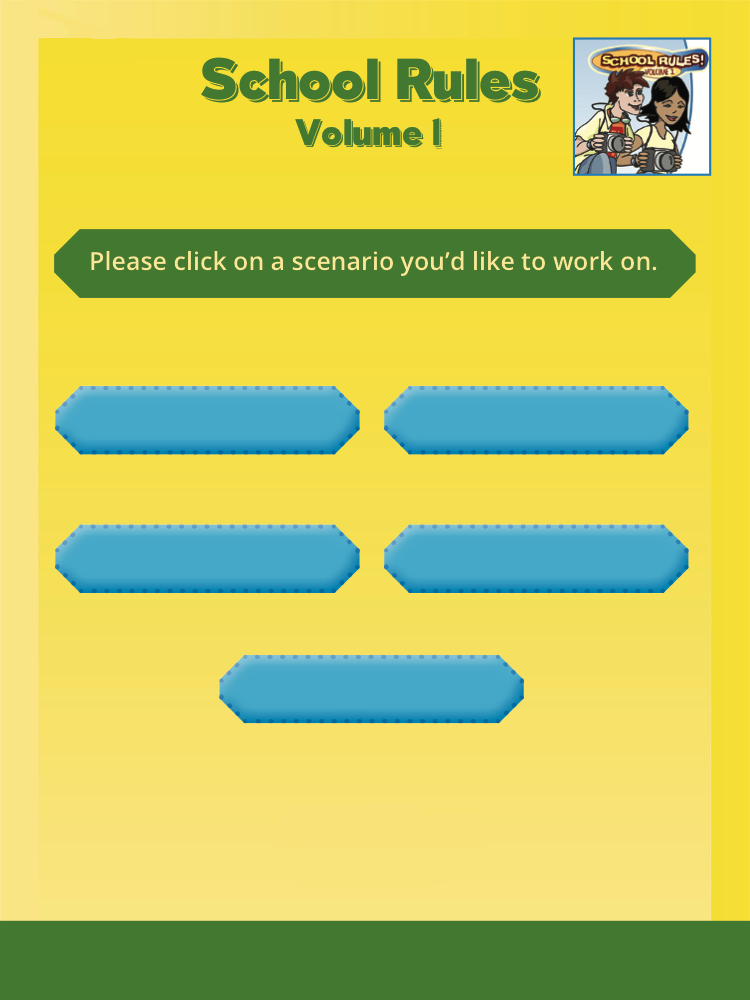 School Rules
Volume 1
SCHOOL RULES!
VOLUME 1
Please click on a scenario you’d like to work on.